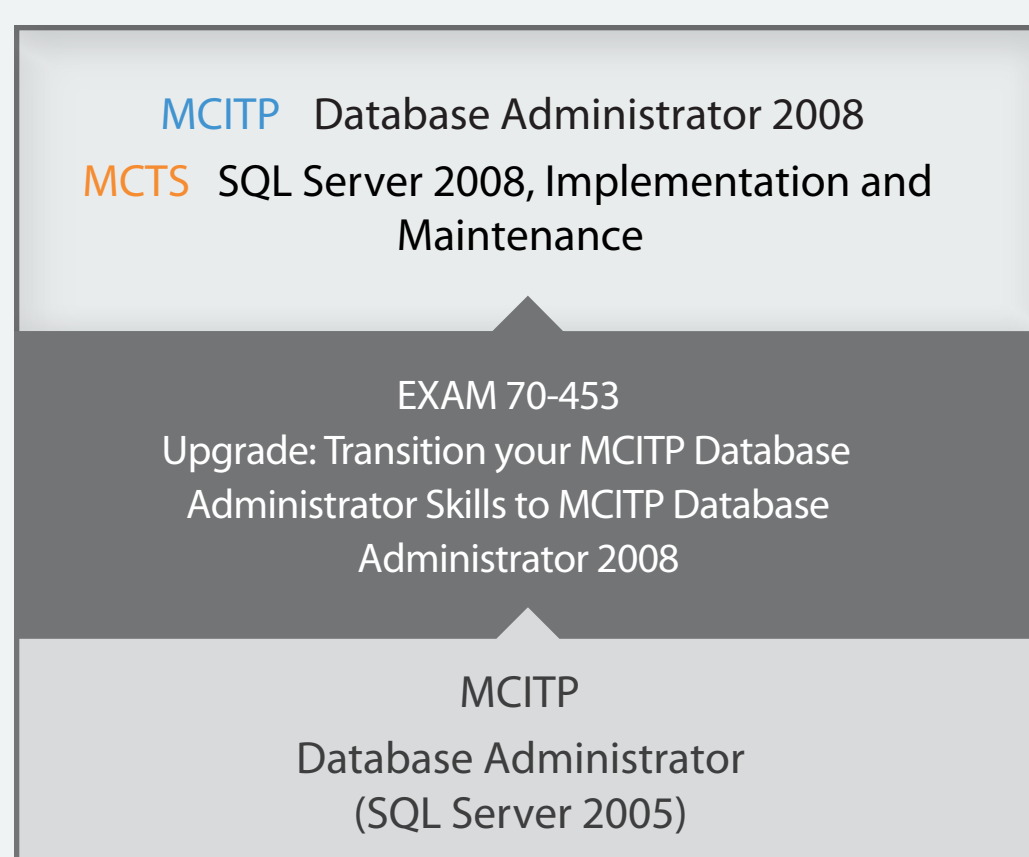 MCITP Database Administrator 2008
MCTS SQL Server 2008, Implementation and
Maintenance
EXAM 70-453
Upgrade: Transition your MCITP Database
Administrator Skills to MCITP Database
Administrator 2008
MCITP
Database Administrator
(SQL Server 2005)